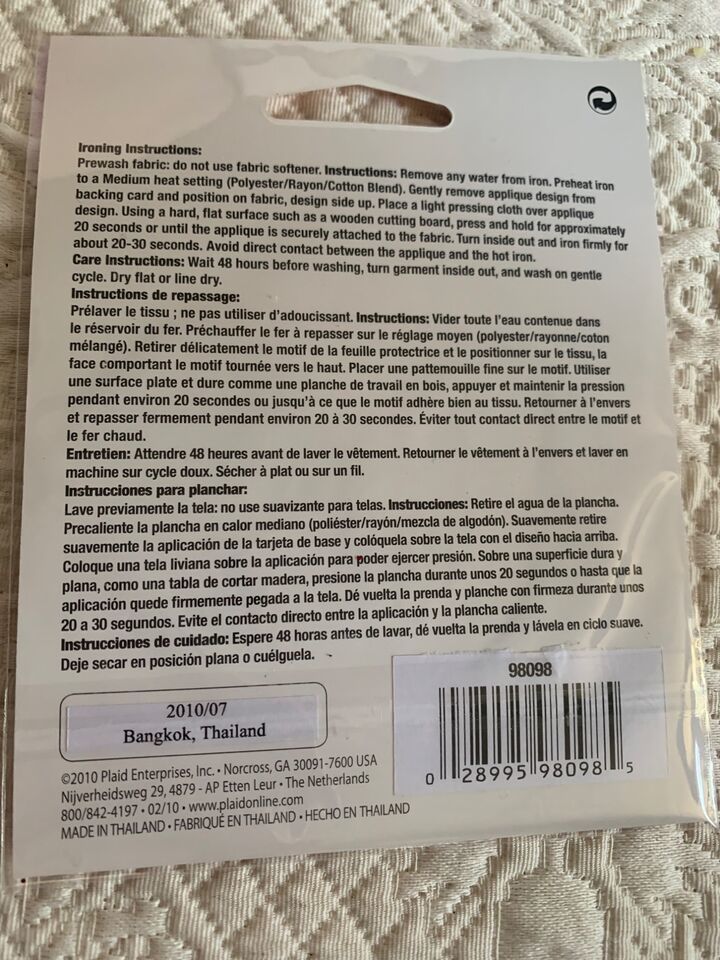 Ironing Instructions:
Prewash fabric: do not use fabric softener. Instructions: Remove any water from iron. Preheat iron
to a Medium heat setting (Polyester/Rayon/Cotton Blend). Gently remove applique design from
backing card and position on fabric, design side up. Place a light pressing cloth over applique
design. Using a hard, flat surface such as a wooden cutting board, press and hold for approximately
20 seconds or until the applique is securely attached to the fabric. Turn inside out and iron firmly for
about 20-30 seconds. Avoid direct contact between the applique and the hot iron.
Care Instructions: Wait 48 hours before washing, turn garment inside out, and wash on gentle
cycle. Dry flat or line dry.
Instructions de repassage:
Prélaver le tissu ; ne pas utiliser d'adoucissant. Instructions: Vider toute l'eau contenue dans
le réservoir du fer. Préchauffer le fer à repasser sur le réglage moyen (polyester/rayonne/coton
mélangé). Retirer délicatement le motif de la feuille protectrice et le positionner sur le tissu, la
face comportant le motif tournée vers le haut. Placer une pattemouille fine sur le motif. Utiliser
une surface plate et dure comme une planche de travail en bois, appuyer et maintenir la pression
pendant environ 20 secondes ou jusqu'à ce que le motif adhère bien au tissu. Retourner à l'envers
et repasser fermement pendant environ 20 à 30 secondes. Éviter tout contact direct entre le motif et
le fer chaud.
Entretien: Attendre 48 heures avant de laver le vêtement. Retourner le vêtement à l'envers et laver en
machine sur cycle doux. Sécher à plat ou sur un fil.
Instrucciones para planchar:
Lave previamente la tela: no use suavizante para telas. Instrucciones: Retire el agua de la plancha.
Precaliente la plancha en calor mediano (poliéster/rayón/mezcla de algodón). Suavemente retire
suavemente la aplicación de la tarjeta de base y colóquela sobre la tela con el diseño hacia arriba.
Coloque una tela liviana sobre la aplicación para poder ejercer presión. Sobre una superficie dura y
plana, como una tabla de cortar madera, presione la plancha durante unos 20 segundos o hasta que la
aplicación quede firmemente pegada a la tela. Dé vuelta la prenda y planche con firmeza durante unos
20 a 30 segundos. Evite el contacto directo entre la aplicación y la plancha caliente.
Instrucciones de cuidado: Espere 48 horas antes de lavar, dé vuelta la prenda y lávela en ciclo suave.
Deje secar en posición plana o cuélguela.
98098
2010/07
Bangkok, Thailand
0 28995 98098 5
©2010 Plaid Enterprises, Inc. • Norcross, GA 30091-7600 USA
Nijverheidsweg 29, 4879 - AP Etten Leur • The Netherlands
800/842-4197 • 02/10 • www.plaidonline.com
MADE IN THAILAND • FABRIQUÉ EN THAILAND • HECHO EN THAILAND